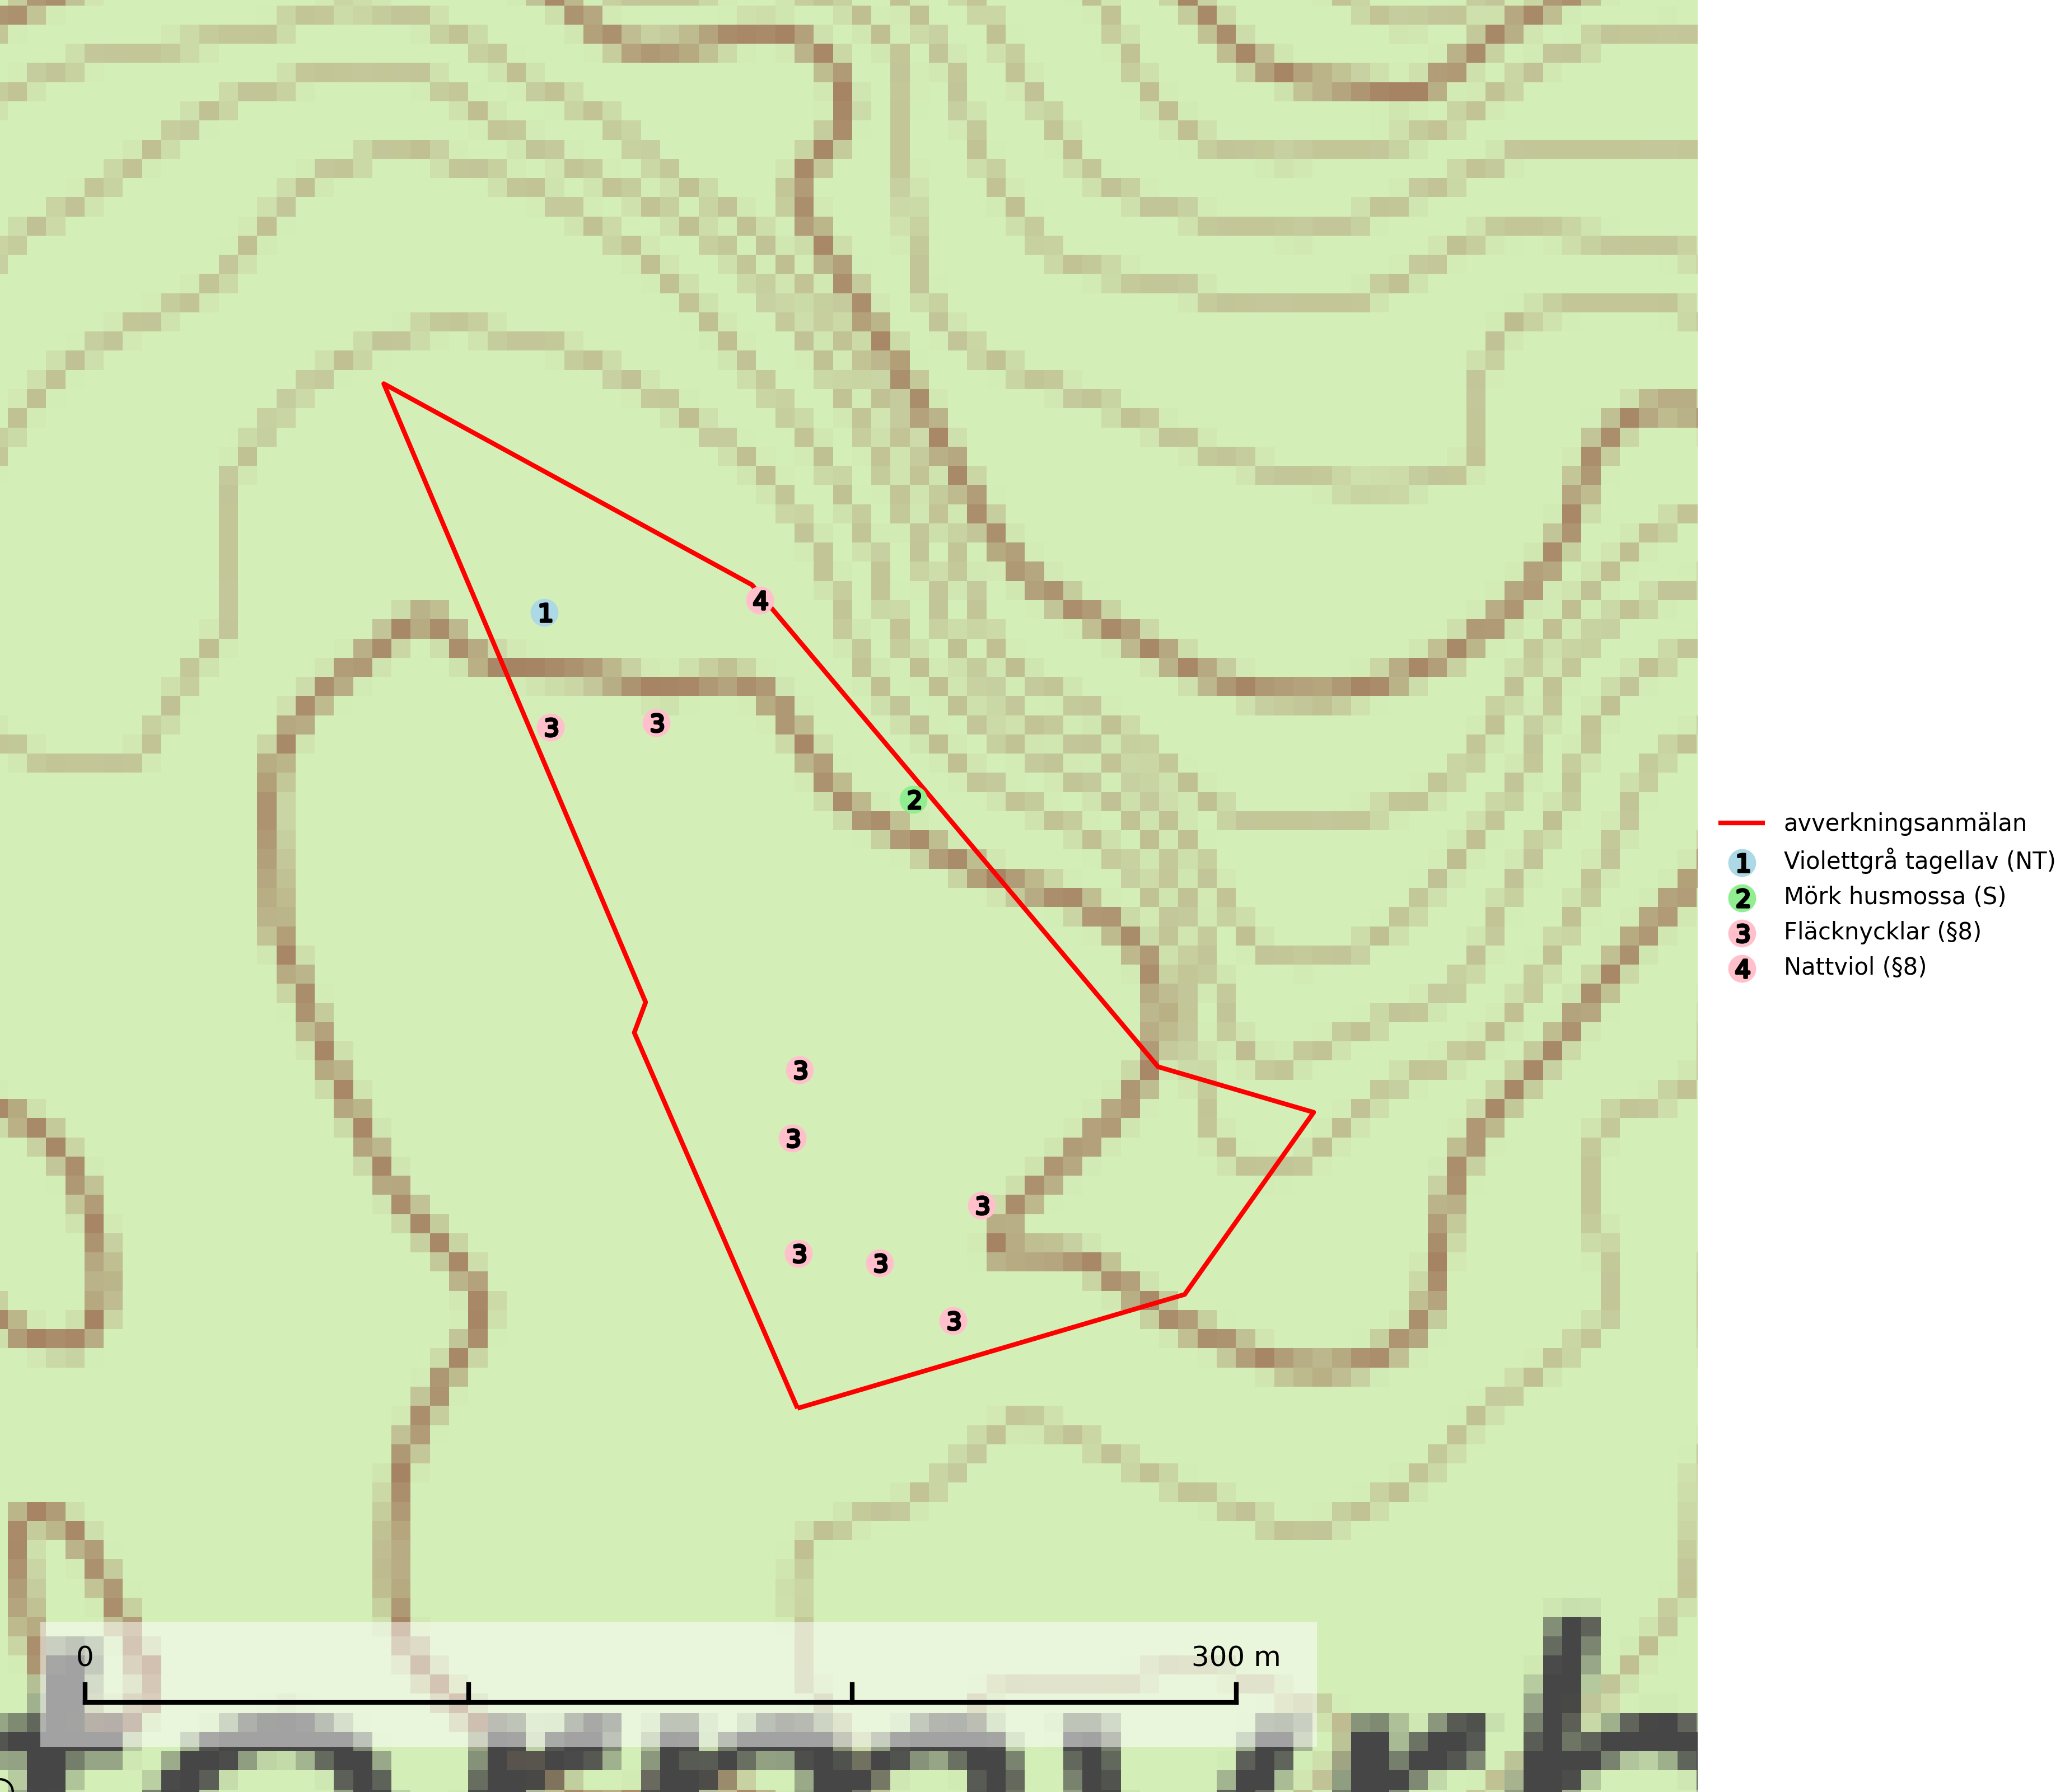 1
4
3
3
2
3
3
3
3
3
3
avverkningsanmälan
1 Violettgrå tagellav (NT)
2 Mörk husmossa (S)
3 Fläcknycklar (§8)
4 Nattviol (§8)
0 300 m